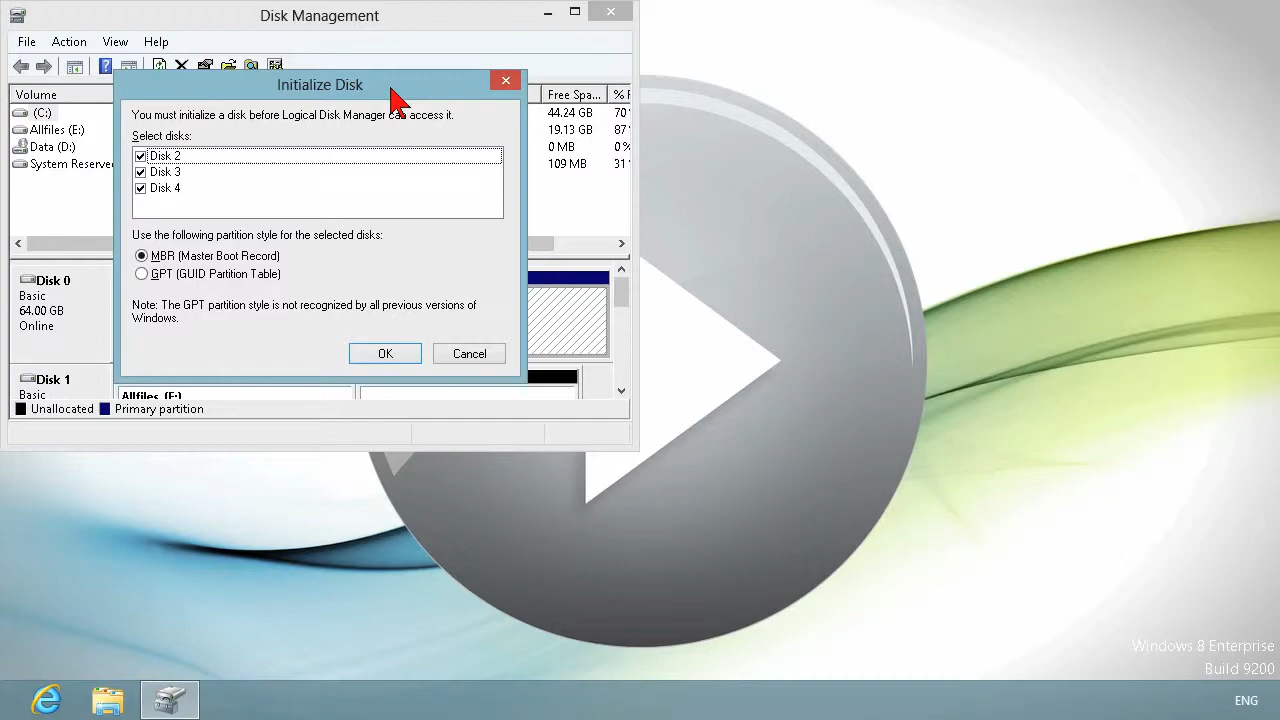 Disk Management
File Action View Help
Initialize Disk
Volume
Free Spa... % F
(C:)
44.24 GB 70
Allfiles (E:)
19.13 GB 87
Data (D:)
0 MB 0 %
System Reserve
109 MB 31
You must initialize a disk before Logical Disk Manager can access it.
Select disks:
Disk 2
Disk 3
Disk 4
Use the following partition style for the selected disks:
MBR (Master Boot Record)
GPT (GUID Partition Table)
Note: The GPT partition style is not recognized by all previous versions of
Windows.
OK Cancel
Disk 0
Basic
64.00 GB
Online
Disk 1
Basic
Allfiles (E:)
Unallocated Primary partition
Windows 8 Enterprise
Build 9200
ENG